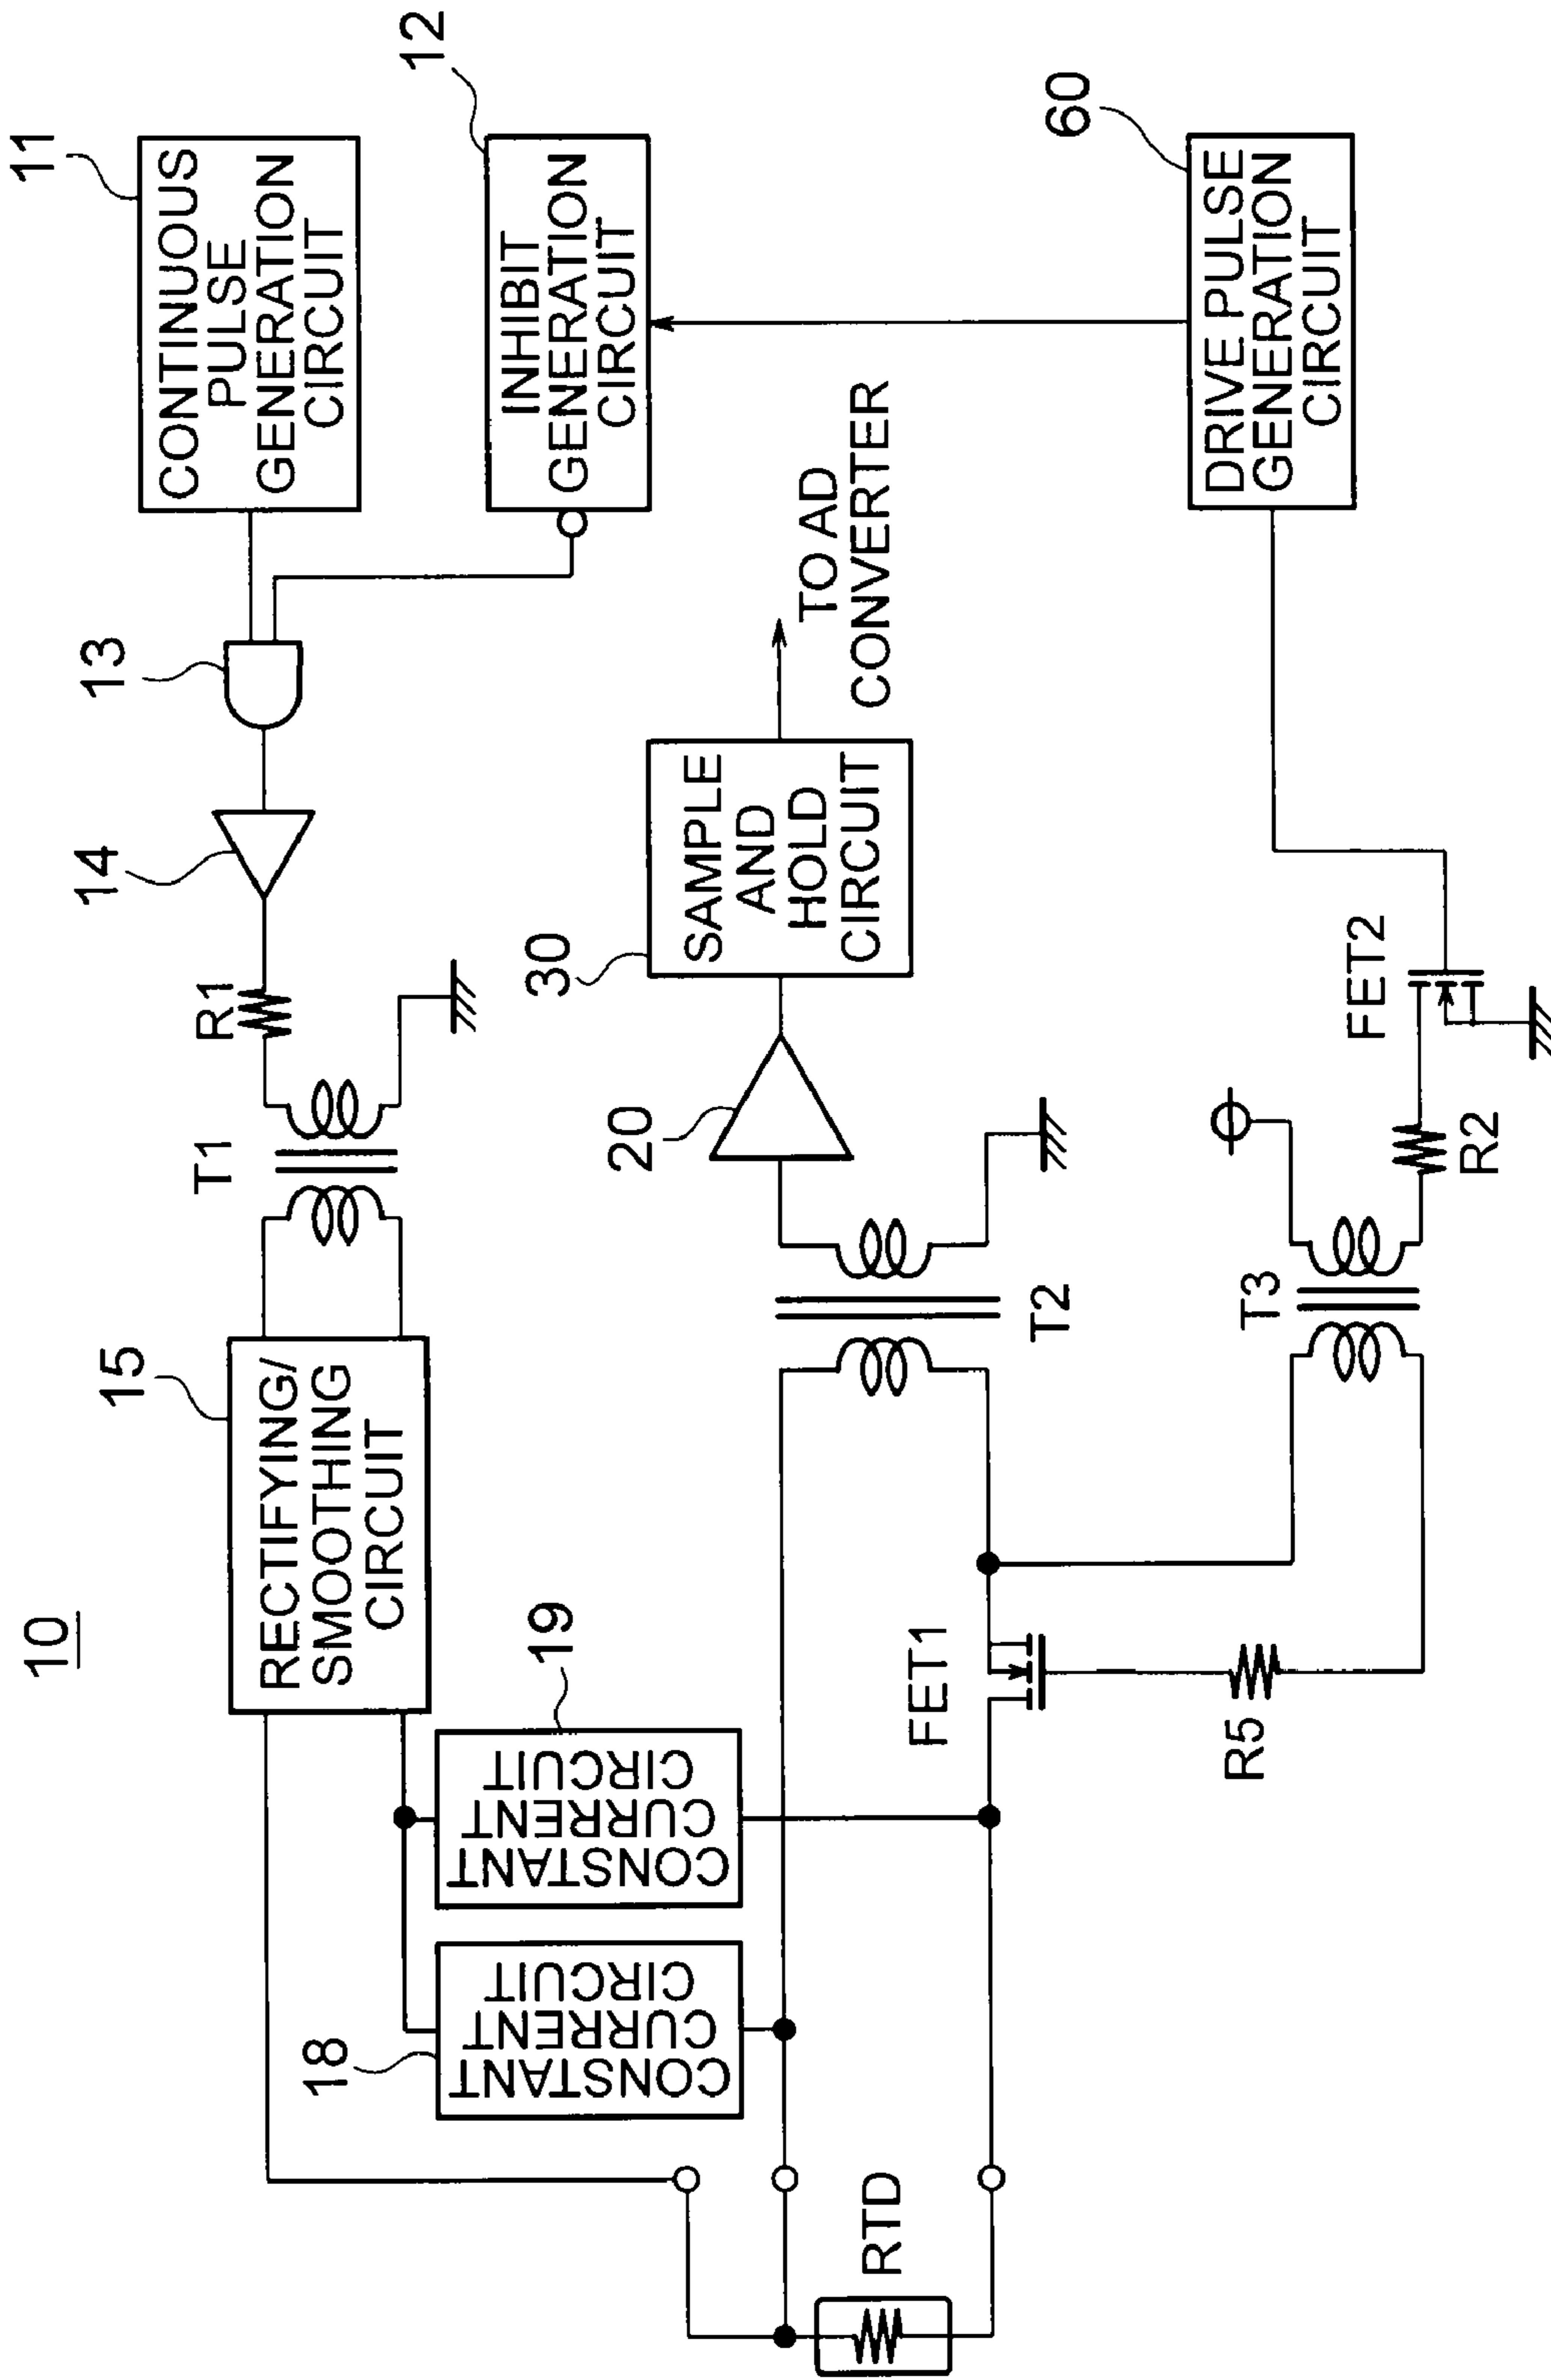 10
11
CONTINUOUS
PULSE
GENERATION
CIRCUIT
12
INHIBIT
GENERATION
CIRCUIT
13
14
R1
T1
15
RECTIFYING/
SMOOTHING
CIRCUIT
18
CONSTANT
CURRENT
CIRCUIT
19
CONSTANT
CURRENT
CIRCUIT
20
30
SAMPLE
AND
HOLD
CIRCUIT
TO AD
CONVERTER
T2
RTD
FET1
R5
T3
R2
FET2
60
DRIVE PULSE
GENERATION
CIRCUIT